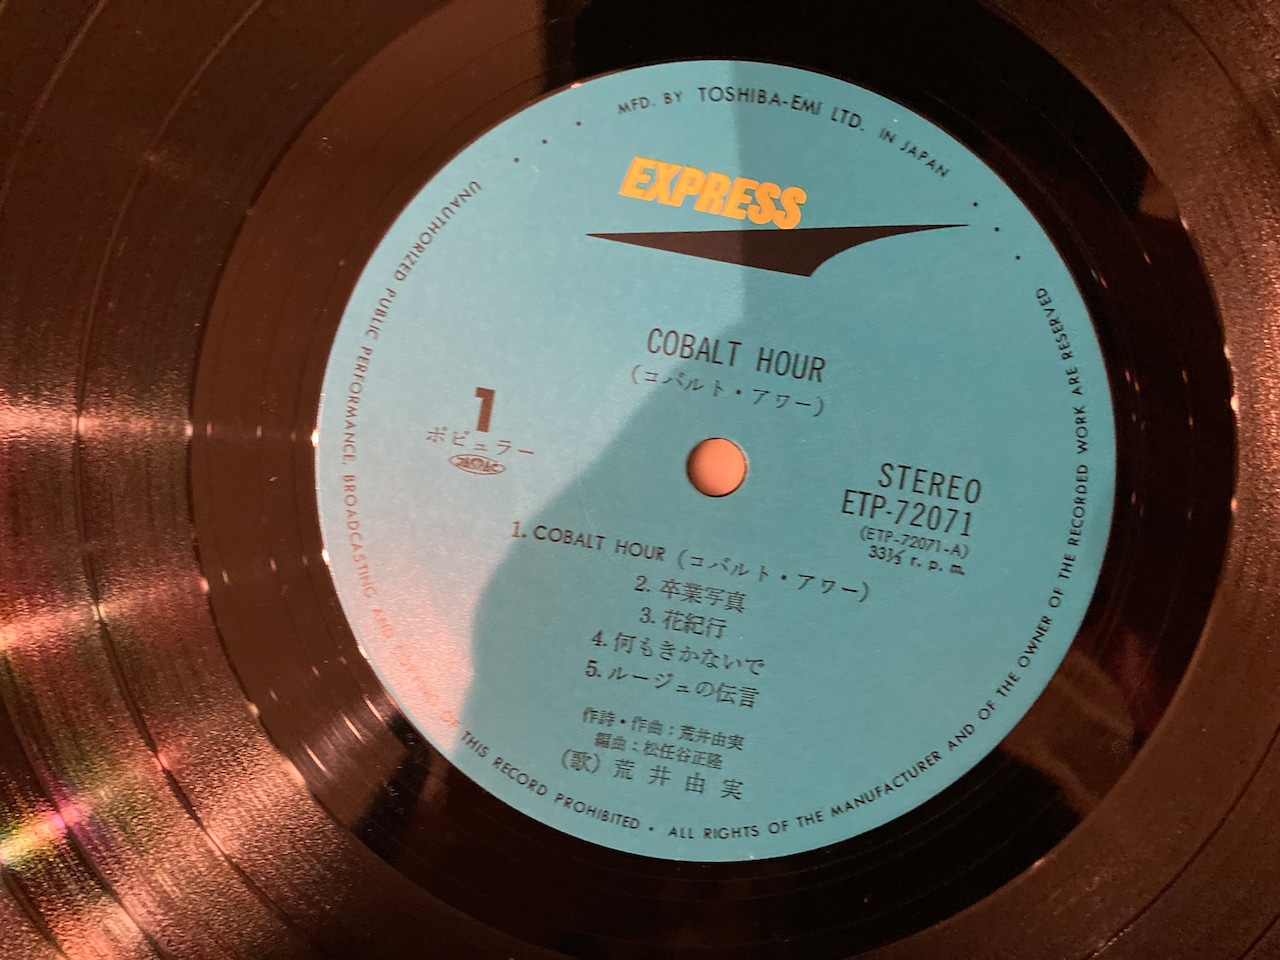 MFD. BY TOSHIBA-EMI LTD. IN JAPAN
EXPRESS
COBALT HOUR
(コバルト・アワー)
1
ポピュラー
JASRAC
STEREO
ETP-72071
(ETP-72071-A)
33⅓ r. p. m.
1. COBALT HOUR (コバルト・アワー)
2. 卒業写真
3. 花紀行
4. 何もきかないで
5. ルージュの伝言
作詩・作曲：荒井由実
編曲：松任谷正隆
(歌) 荒井由実
UNAUTHORIZED PUBLIC PERFORMANCE, BROADCASTING AND COPYING OF THIS RECORD PROHIBITED • ALL RIGHTS OF THE MANUFACTURER AND OF THE OWNER OF THE RECORDED WORK ARE RESERVED